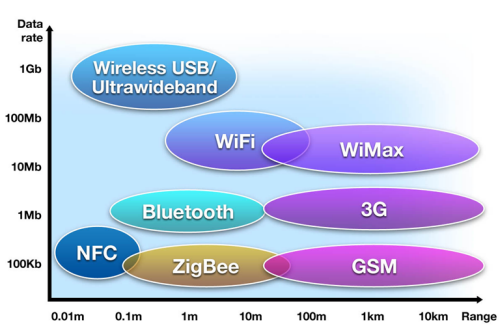 Data
rate
1Gb
100Mb
10Mb
1Mb
100Kb
Wireless USB/
Ultrawideband
WiFi
WiMax
Bluetooth
3G
NFC
ZigBee
GSM
0.01m 0.1m 1m 10m 100m 1km 10km Range